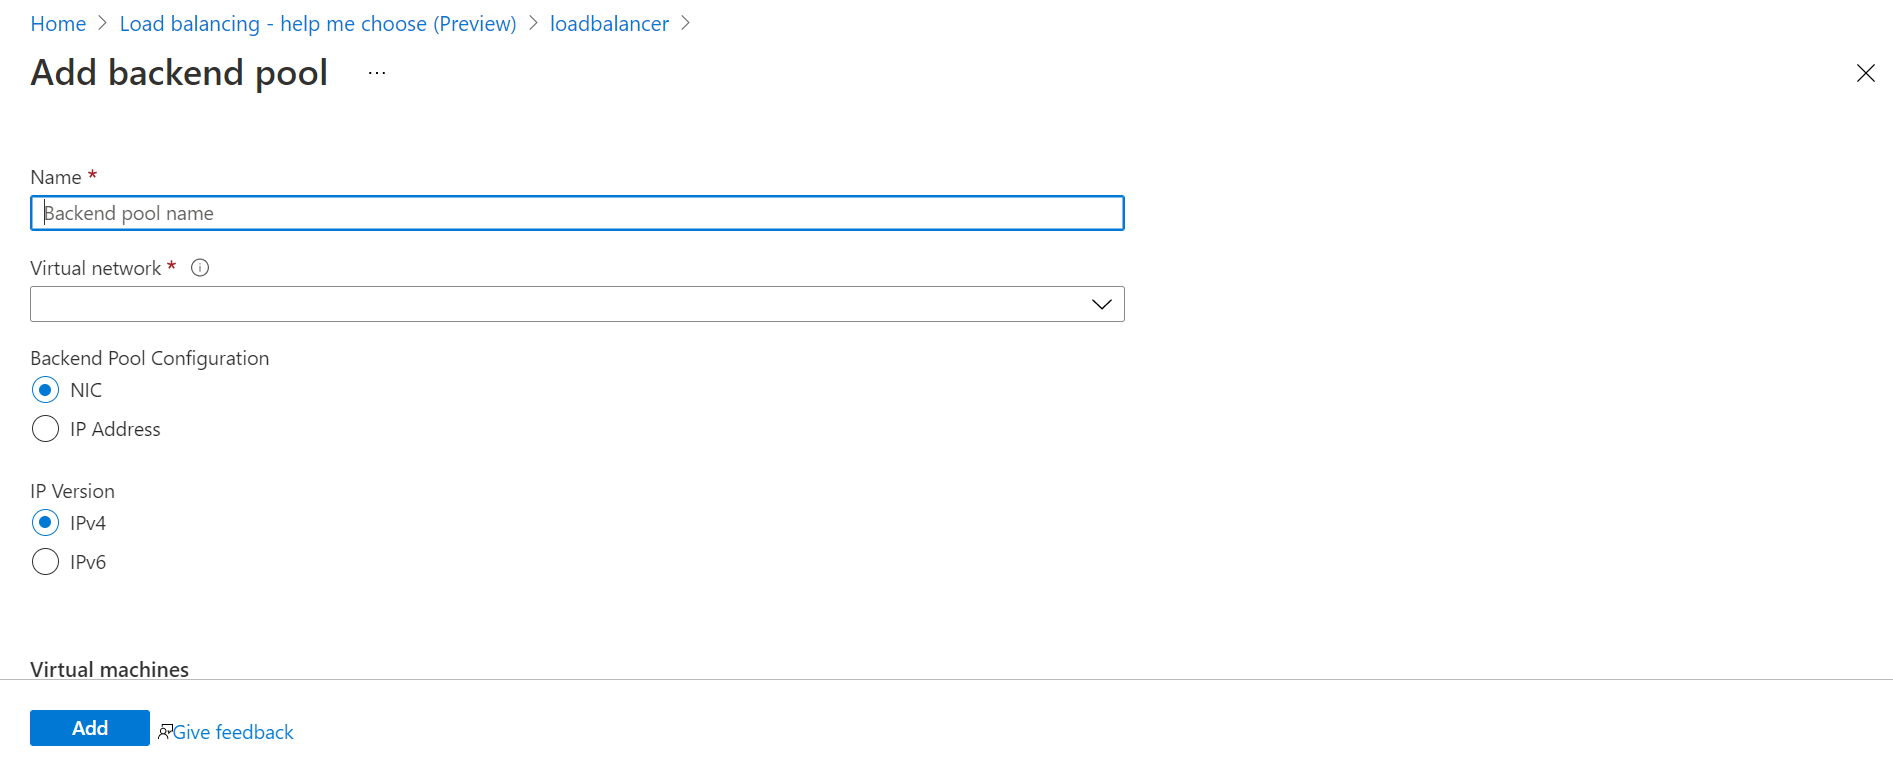 Home > Load balancing - help me choose (Preview) > loadbalancer >
Add backend pool ...
Name *
Backend pool name
Virtual network *
Backend Pool Configuration
NIC
IP Address
IP Version
IPv4
IPv6
Virtual machines
Add Give feedback